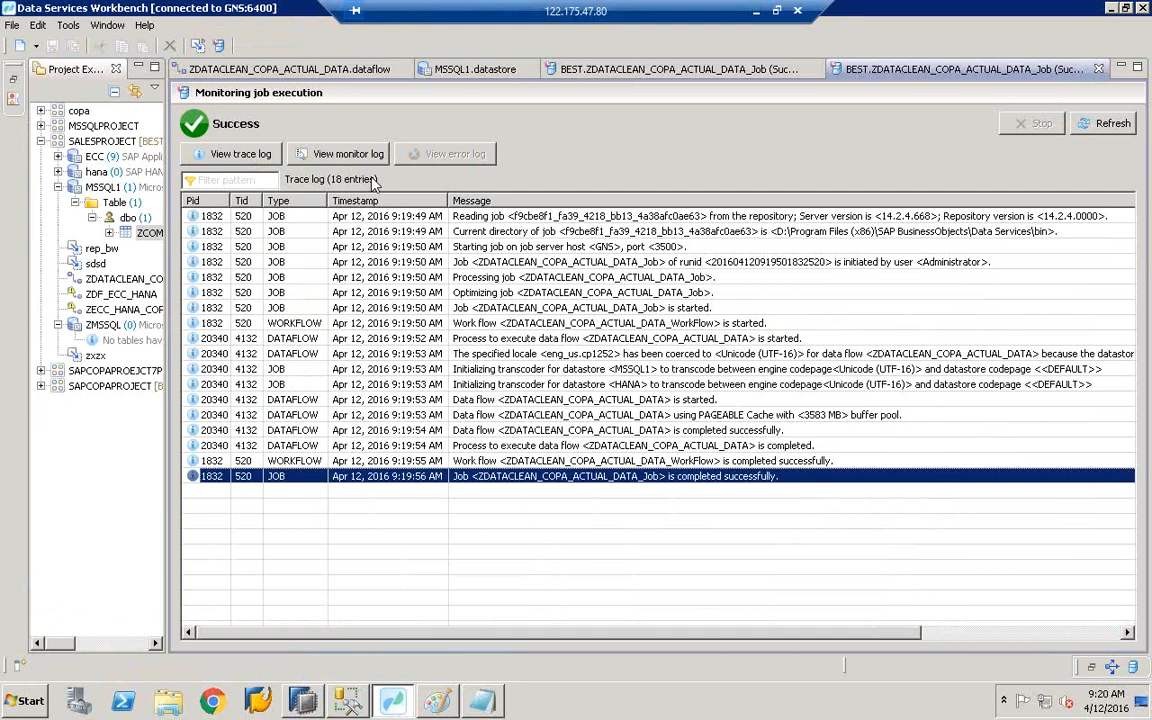 Data Services Workbench [connected to GNS:6400]
122.175.47.80
File Edit Tools Window Help
Project Ex...
ZDATACLEAN_COPA_ACTUAL_DATA.dataflow
MSSQL1.datastore
BEST.ZDATACLEAN_COPA_ACTUAL_DATA_Job (Suc...
BEST.ZDATACLEAN_COPA_ACTUAL_DATA_Job (Suc...
Monitoring job execution
Success
Stop
Refresh
View trace log
View monitor log
View error log
Filter pattern
Trace log (18 entries)
copa
MSSQLPROJECT
SALESPROJECT [BEST
ECC (9) SAP Appli
hana (0) SAP HAN
MSSQL1 (1) Micros
Table (1)
dbo (1)
ZCOM
rep_bw
sdsd
ZDATACLEAN_CO
ZDF_ECC_HANA
ZECC_HANA_COP
ZMSSQL (0) Micros
No tables hav
zxzx
SAPCOPAPROEJCT7P
SAPCOPAPROJECT [B
Pid Tid Type Timestamp Message
1832 520 JOB Apr 12, 2016 9:19:49 AM Reading job <f9cbe8f1_fa39_4218_bb13_4a38afc0ae63> from the repository; Server version is <14.2.4.668>; Repository version is <14.2.4.0000>.
1832 520 JOB Apr 12, 2016 9:19:49 AM Current directory of job <f9cbe8f1_fa39_4218_bb13_4a38afc0ae63> is <D:\Program Files (x86)\SAP BusinessObjects\Data Services\bin>.
1832 520 JOB Apr 12, 2016 9:19:50 AM Starting job on job server host <GNS>, port <3500>.
1832 520 JOB Apr 12, 2016 9:19:50 AM Job <ZDATACLEAN_COPA_ACTUAL_DATA_Job> of runid <201604120919501832520> is initiated by user <Administrator>.
1832 520 JOB Apr 12, 2016 9:19:50 AM Processing job <ZDATACLEAN_COPA_ACTUAL_DATA_Job>.
1832 520 JOB Apr 12, 2016 9:19:50 AM Optimizing job <ZDATACLEAN_COPA_ACTUAL_DATA_Job>.
1832 520 JOB Apr 12, 2016 9:19:50 AM Job <ZDATACLEAN_COPA_ACTUAL_DATA_Job> is started.
1832 520 WORKFLOW Apr 12, 2016 9:19:50 AM Work flow <ZDATACLEAN_COPA_ACTUAL_DATA_WorkFlow> is started.
20340 4132 DATAFLOW Apr 12, 2016 9:19:52 AM Process to execute data flow <ZDATACLEAN_COPA_ACTUAL_DATA> is started.
20340 4132 DATAFLOW Apr 12, 2016 9:19:53 AM The specified locale <eng_us.cp1252> has been coerced to <Unicode (UTF-16)> for data flow <ZDATACLEAN_COPA_ACTUAL_DATA> because the datastor
20340 4132 DATAFLOW Apr 12, 2016 9:19:53 AM Initializing transcoder for datastore <MSSQL1> to transcode between engine codepage<Unicode (UTF-16)> and datastore codepage <<DEFAULT>>
20340 4132 DATAFLOW Apr 12, 2016 9:19:53 AM Initializing transcoder for datastore <HANA> to transcode between engine codepage<Unicode (UTF-16)> and datastore codepage <<DEFAULT>>
20340 4132 DATAFLOW Apr 12, 2016 9:19:53 AM Data flow <ZDATACLEAN_COPA_ACTUAL_DATA> is started.
20340 4132 DATAFLOW Apr 12, 2016 9:19:53 AM Data flow <ZDATACLEAN_COPA_ACTUAL_DATA> using PAGEABLE Cache with <3583 MB> buffer pool.
20340 4132 DATAFLOW Apr 12, 2016 9:19:53 AM Data flow <ZDATACLEAN_COPA_ACTUAL_DATA> is completed successfully.
20340 4132 DATAFLOW Apr 12, 2016 9:19:53 AM Process to execute data flow <ZDATACLEAN_COPA_ACTUAL_DATA> is completed.
1832 520 WORKFLOW Apr 12, 2016 9:19:55 AM Work flow <ZDATACLEAN_COPA_ACTUAL_DATA_WorkFlow> is completed successfully.
1832 520 JOB Apr 12, 2016 9:19:56 AM Job <ZDATACLEAN_COPA_ACTUAL_DATA_Job> is completed successfully.
Start
9:20 AM
4/12/2016